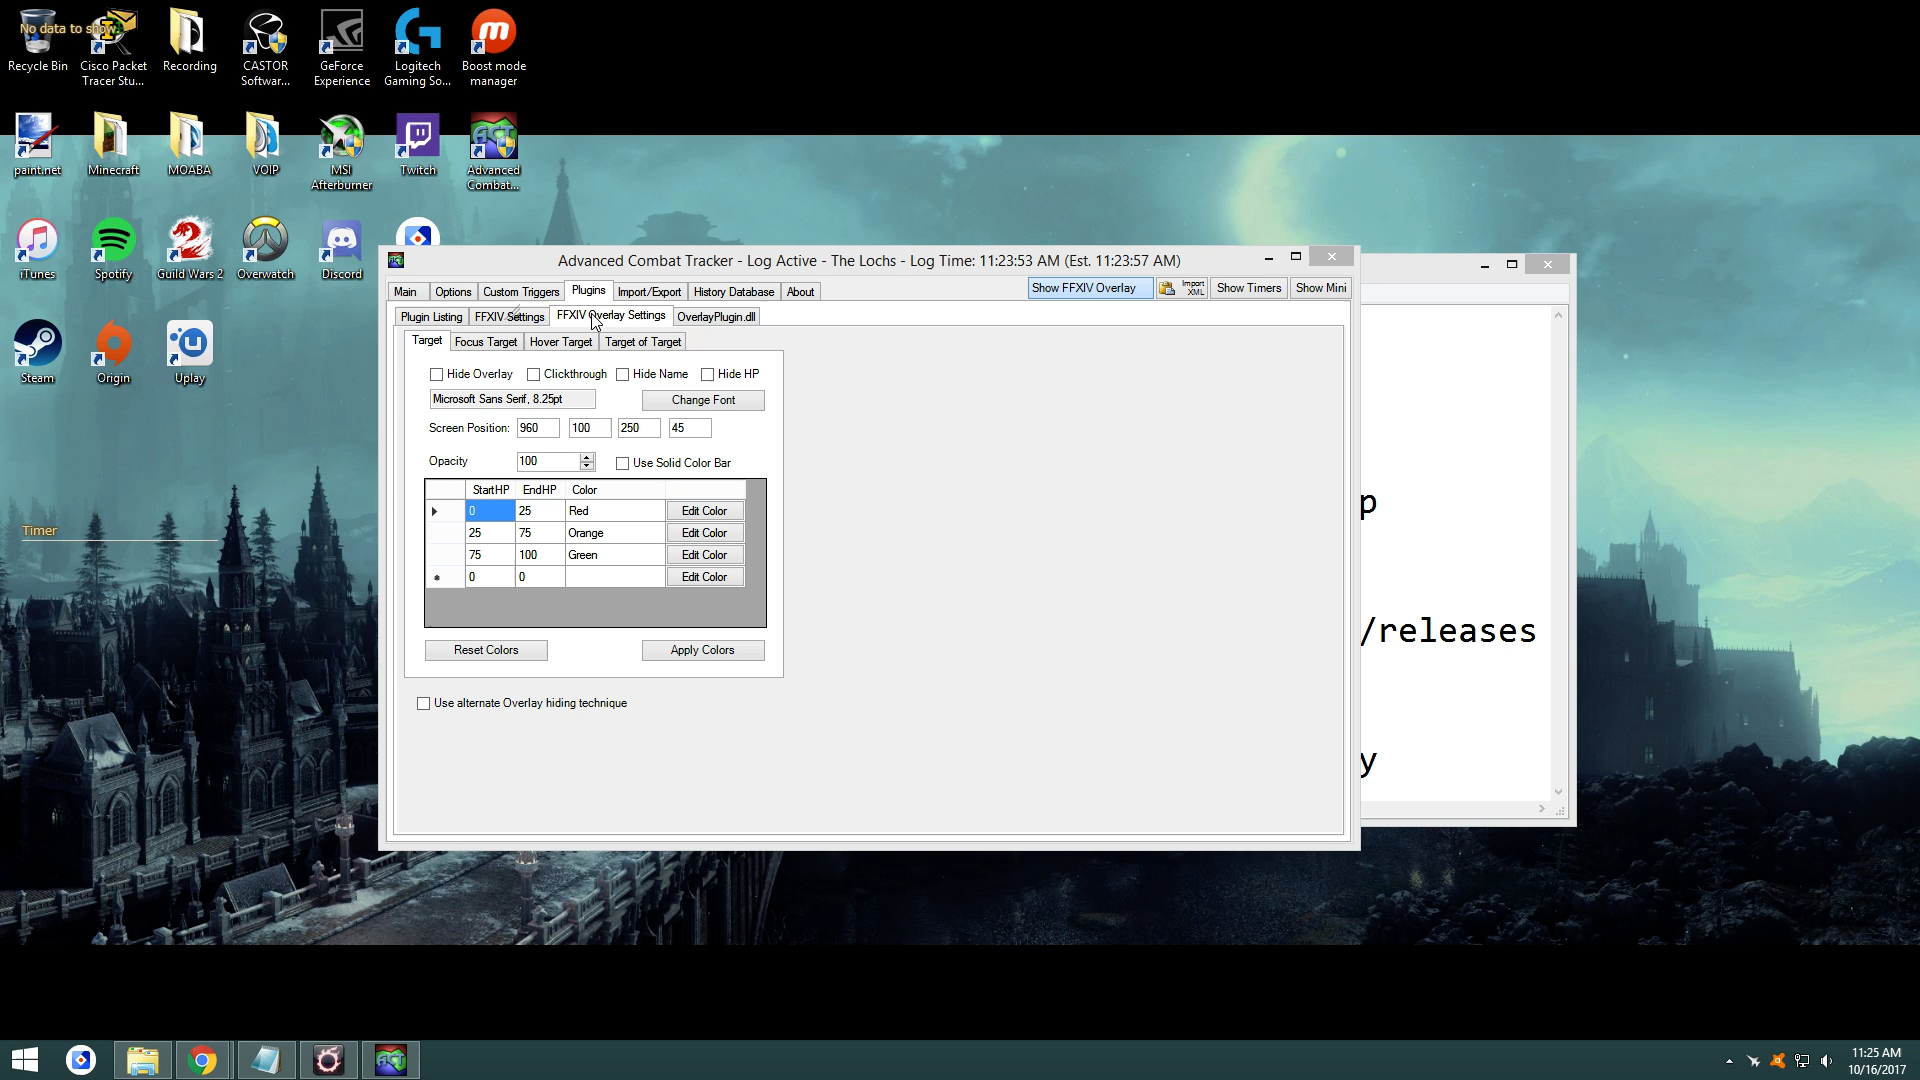 No data to show.
Recycle Bin
Cisco Packet
Tracer Stu...
Recording
CASTOR
Softwar...
GeForce
Experience
Logitech
Gaming So...
Boost mode
manager
paint.net
Minecraft
MOABA
VOIP
MSI
Afterburner
Twitch
Advanced
Combat...
iTunes
Spotify
Guild Wars 2
Overwatch
Discord
Steam
Origin
Uplay
Timer
Advanced Combat Tracker - Log Active - The Lochs - Log Time: 11:23:53 AM (Est. 11:23:57 AM)
Main
Options
Custom Triggers
Plugins
Import/Export
History Database
About
Show FFXIV Overlay
Import
XML
Show Timers
Show Mini
Plugin Listing
FFXIV Settings
FFXIV Overlay Settings
OverlayPlugin.dll
Target
Focus Target
Hover Target
Target of Target
Hide Overlay
Clickthrough
Hide Name
Hide HP
Microsoft Sans Serif, 8.25pt
Change Font
Screen Position: 960 100 250 45
Opacity 100
Use Solid Color Bar
StartHP EndHP Color
0 25 Red Edit Color
25 75 Orange Edit Color
75 100 Green Edit Color
0 0 Edit Color
Reset Colors
Apply Colors
Use alternate Overlay hiding technique
p
/releases
y
ACT
11:25 AM
10/16/2017